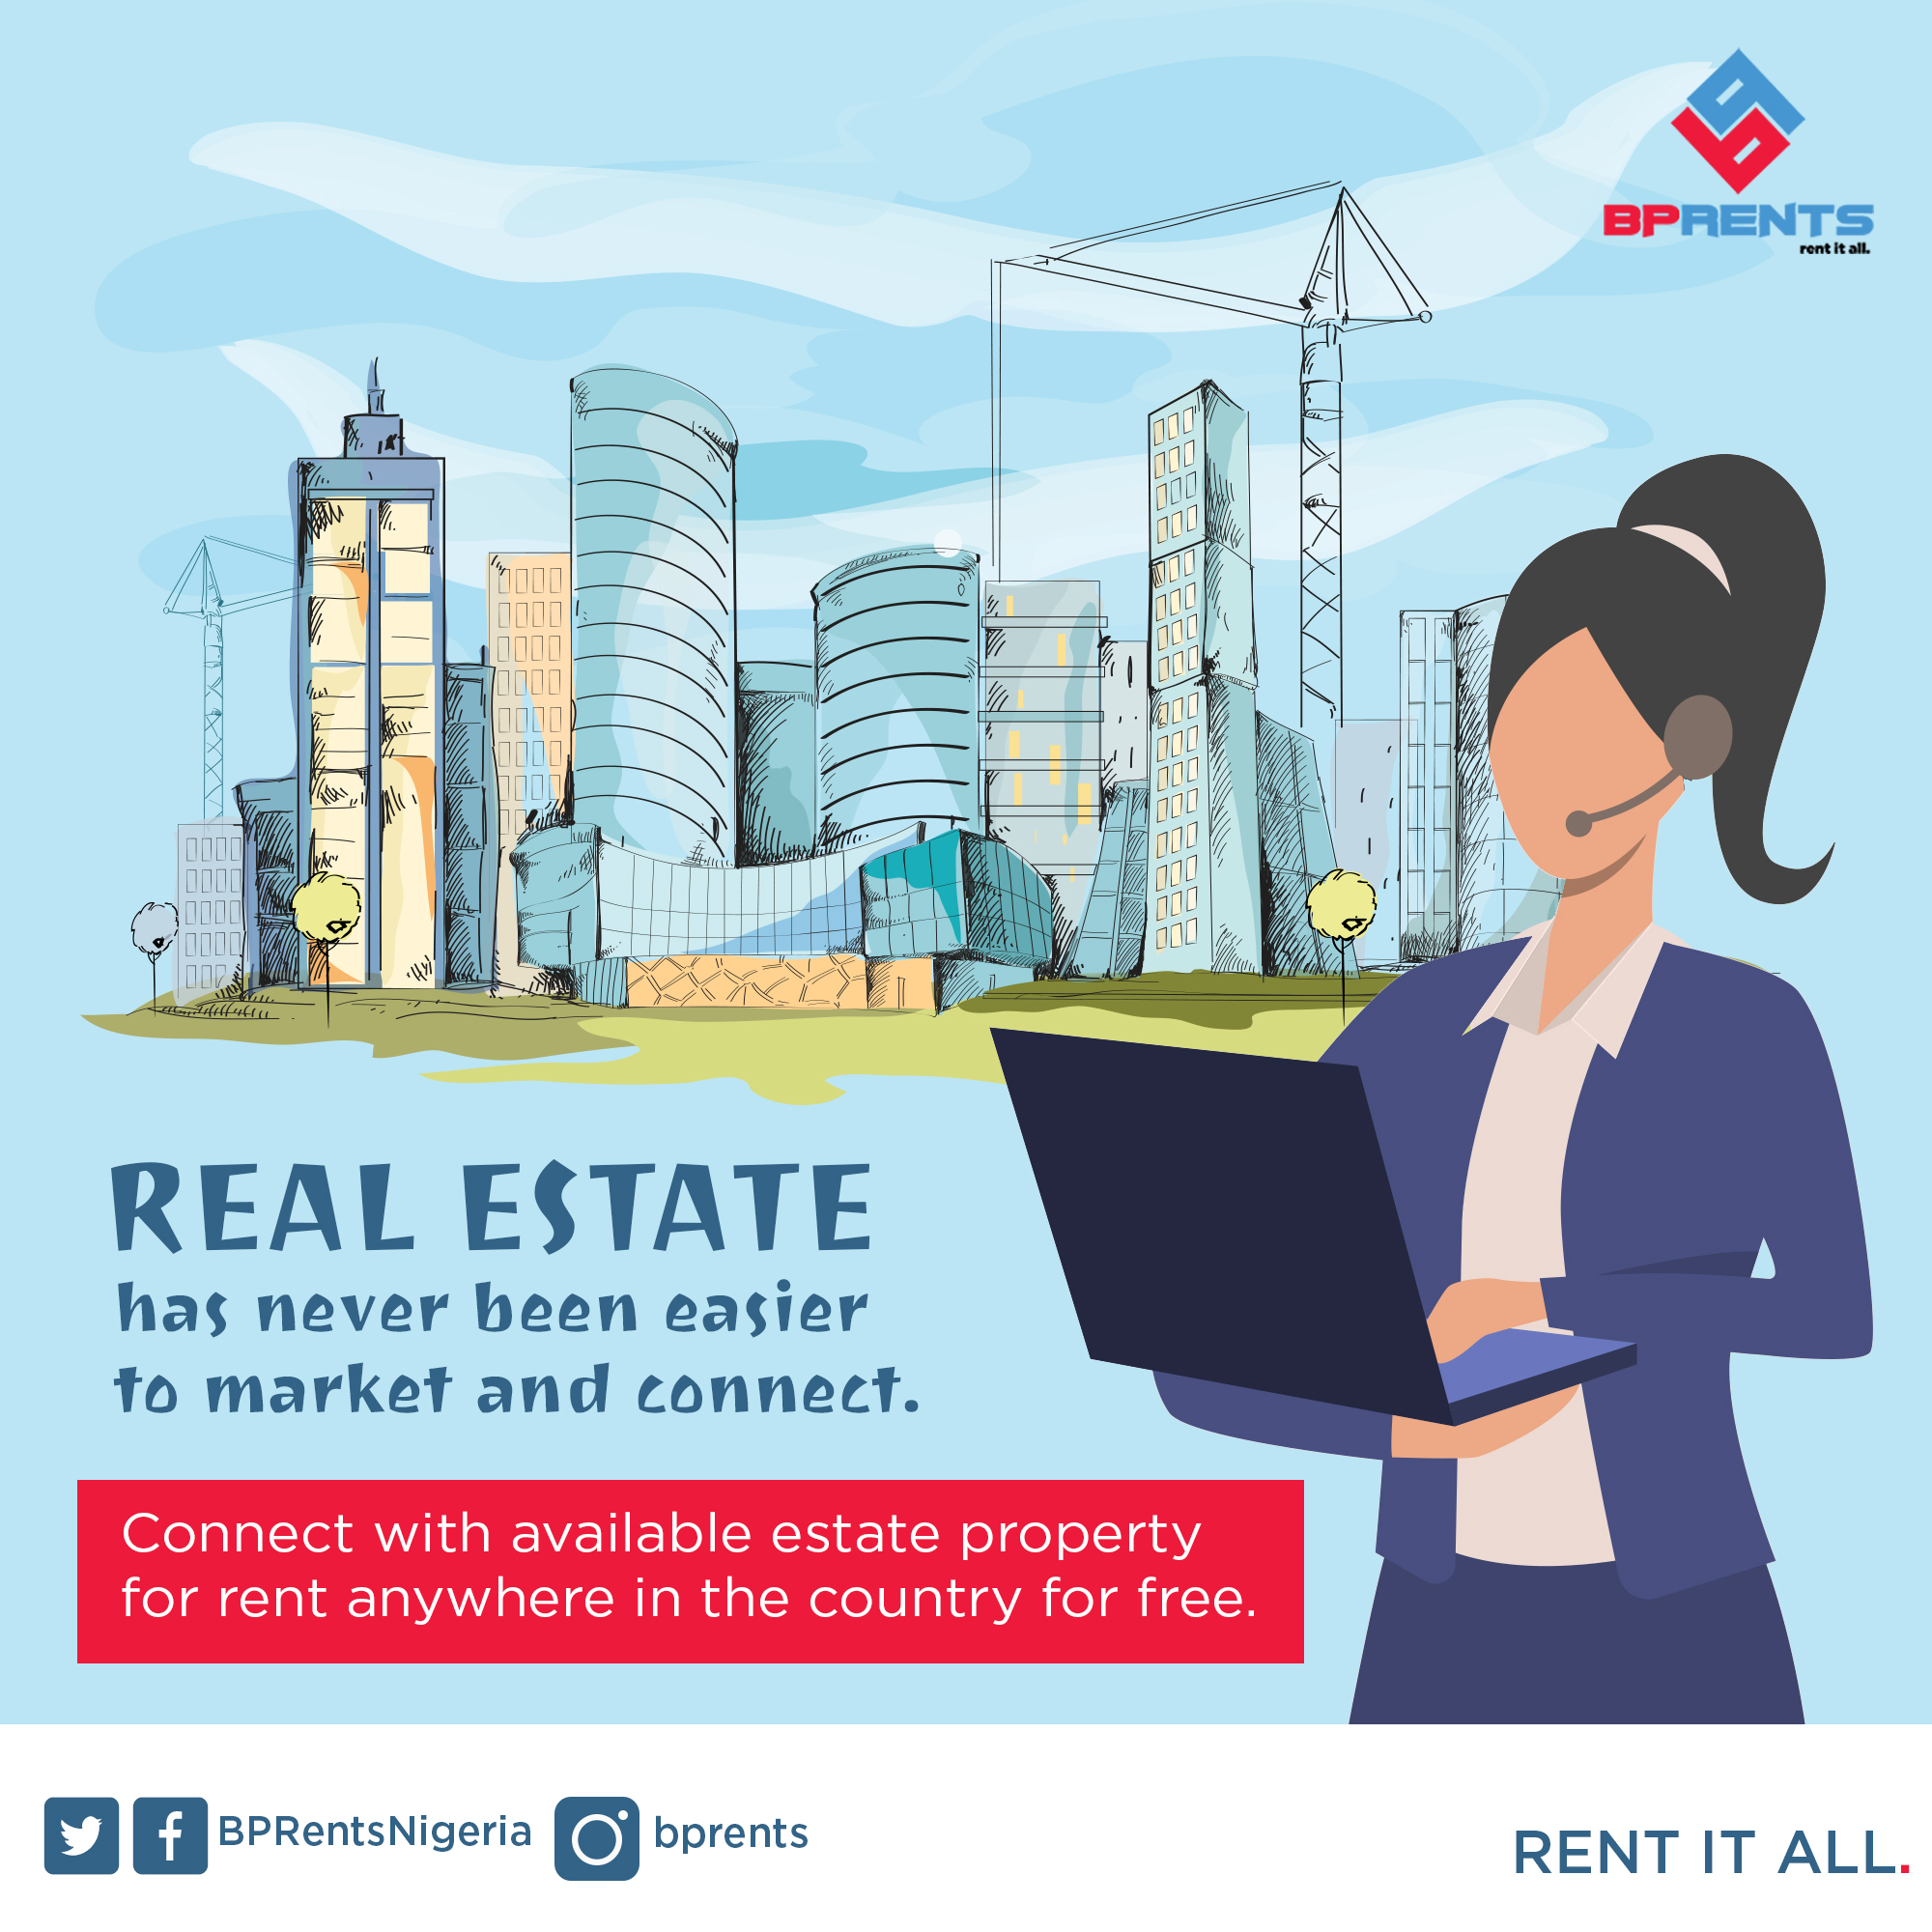 BPRENTS
rent it all.
REAL ESTATE
has never been easier
to market and connect.
Connect with available estate property
for rent anywhere in the country for free.
BPRentsNigeria
bprents
RENT IT ALL.